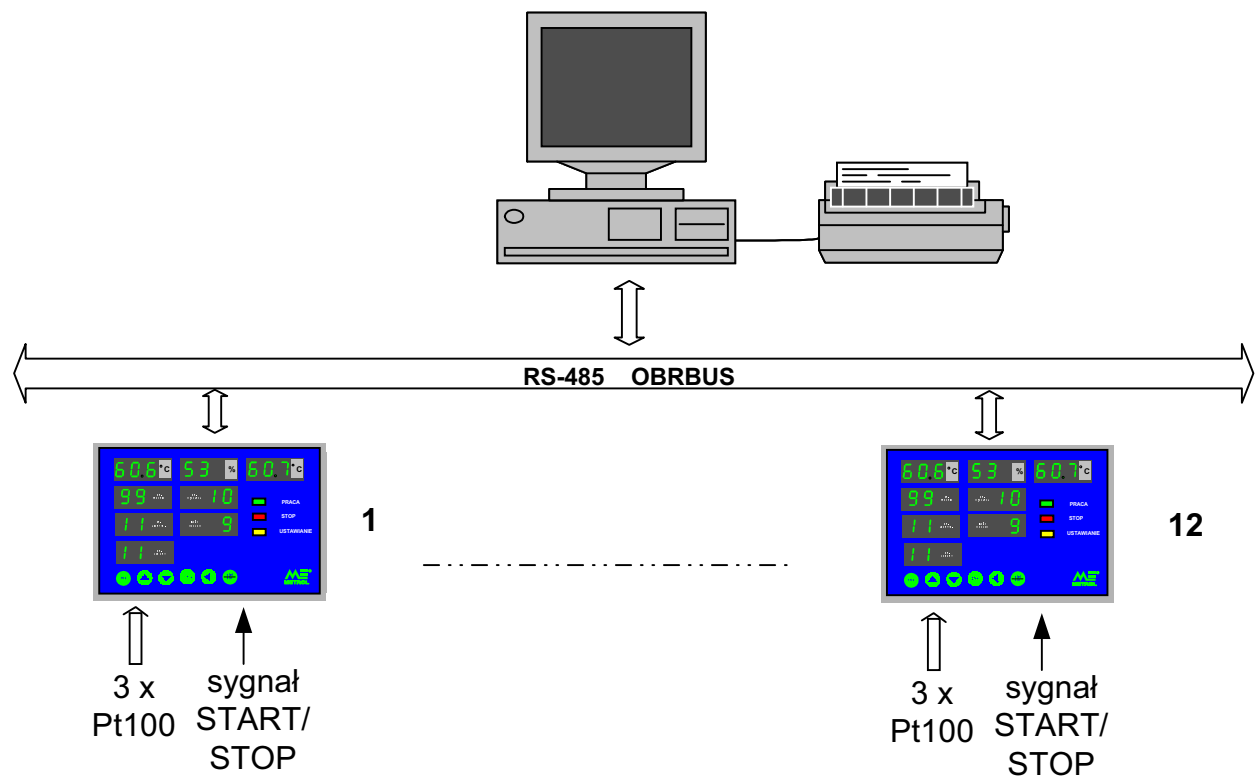 RS-485 OBRBUS
60.6 °C 53 % 60.7 °C
99 10
PRACA
11 9
STOP
USTAWIANIE
11
METROL
1
3 x
Pt100
sygnał
START/
STOP
60.6 °C 53 % 60.7 °C
99 10
PRACA
11 9
STOP
USTAWIANIE
11
METROL
12
3 x
Pt100
sygnał
START/
STOP